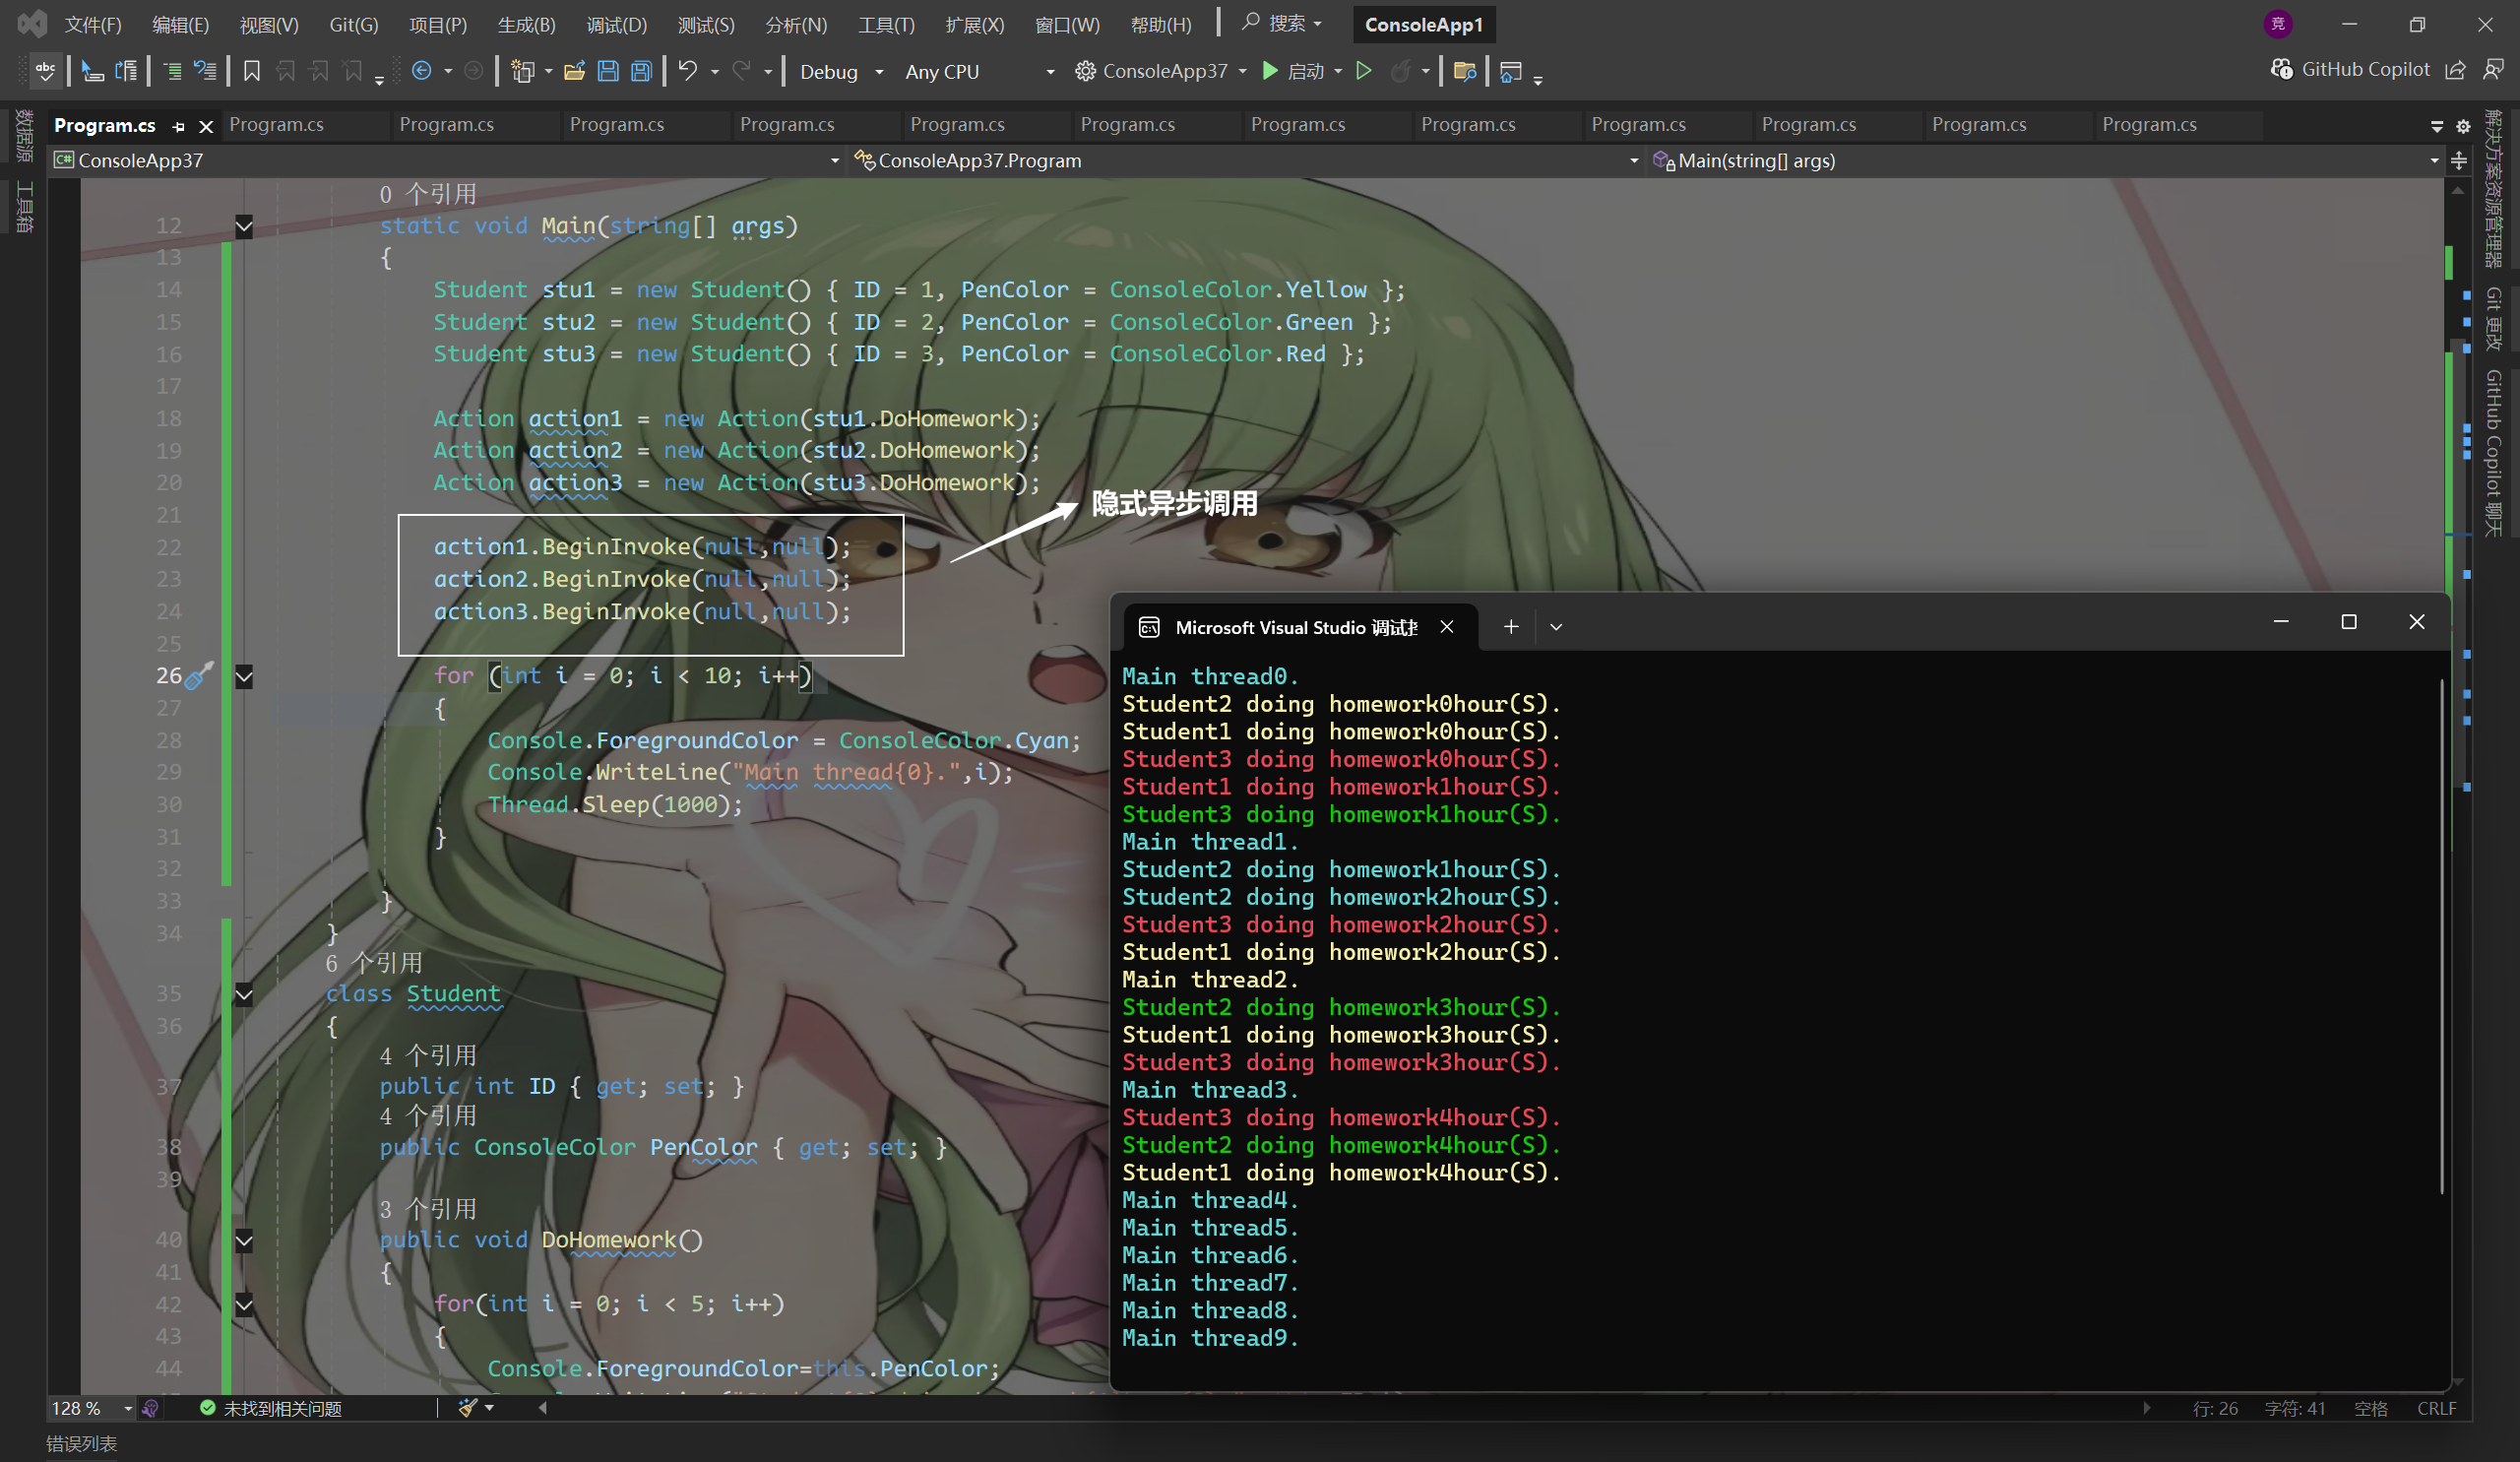 文件(F) 编辑(E) 视图(V) Git(G) 项目(P) 生成(B) 调试(D) 测试(S) 分析(N) 工具(T) 扩展(X) 窗口(W) 帮助(H) 搜索 ConsoleApp1 竞
abc Debug Any CPU ConsoleApp37 启动 GitHub Copilot
Program.cs Program.cs Program.cs Program.cs Program.cs Program.cs Program.cs Program.cs Program.cs Program.cs Program.cs Program.cs Program.cs
C# ConsoleApp37 ConsoleApp37.Program Main(string[] args)
数据源
工具箱
解决方案资源管理器
Git 更改
GitHub Copilot 聊天
0 个引用
12 static void Main(string[] args)
13 {
14 Student stu1 = new Student() { ID = 1, PenColor = ConsoleColor.Yellow };
15 Student stu2 = new Student() { ID = 2, PenColor = ConsoleColor.Green };
16 Student stu3 = new Student() { ID = 3, PenColor = ConsoleColor.Red };
17
18 Action action1 = new Action(stu1.DoHomework);
19 Action action2 = new Action(stu2.DoHomework);
20 Action action3 = new Action(stu3.DoHomework);
21
隐式异步调用
22 action1.BeginInvoke(null,null);
23 action2.BeginInvoke(null,null);
24 action3.BeginInvoke(null,null);
25
26 for (int i = 0; i < 10; i++)
27 {
28 Console.ForegroundColor = ConsoleColor.Cyan;
29 Console.WriteLine("Main thread{0}.",i);
30 Thread.Sleep(1000);
31 }
32
33 }
34 }
6 个引用
35 class Student
36 {
4 个引用
37 public int ID { get; set; }
4 个引用
38 public ConsoleColor PenColor { get; set; }
39
3 个引用
40 public void DoHomework()
41 {
42 for(int i = 0; i < 5; i++)
43 {
44 Console.ForegroundColor=this.PenColor;
Microsoft Visual Studio 调试
Main thread0.
Student2 doing homework0hour(S).
Student1 doing homework0hour(S).
Student3 doing homework0hour(S).
Student1 doing homework1hour(S).
Student3 doing homework1hour(S).
Main thread1.
Student2 doing homework1hour(S).
Student2 doing homework2hour(S).
Student3 doing homework2hour(S).
Student1 doing homework2hour(S).
Main thread2.
Student2 doing homework3hour(S).
Student1 doing homework3hour(S).
Student3 doing homework3hour(S).
Main thread3.
Student3 doing homework4hour(S).
Student2 doing homework4hour(S).
Student1 doing homework4hour(S).
Main thread4.
Main thread5.
Main thread6.
Main thread7.
Main thread8.
Main thread9.
128 % 未找到相关问题 行: 26 字符: 41 空格 CRLF
错误列表